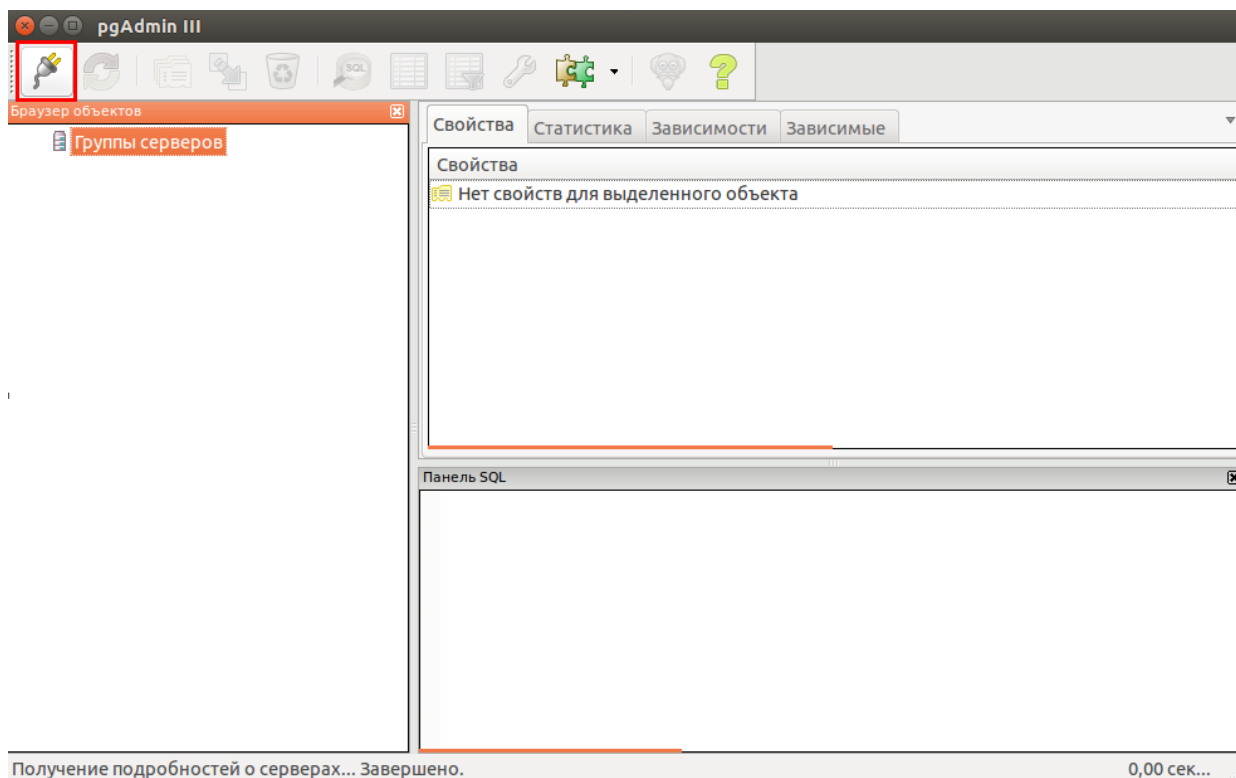 pgAdmin III
SQL
Браузер объектов
Группы серверов
Свойства Статистика Зависимости Зависимые
Свойства
Нет свойств для выделенного объекта
Панель SQL
Получение подробностей о серверах... Завершено.
0,00 сек...